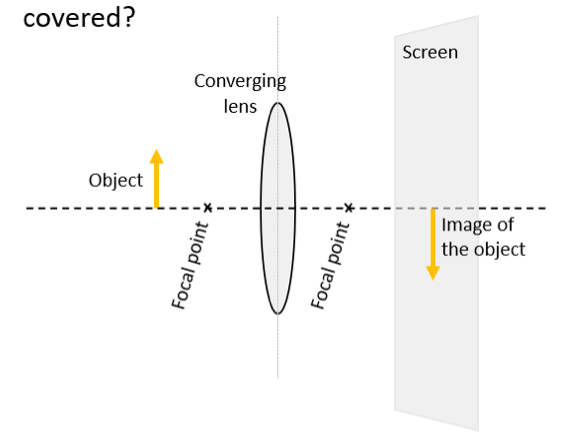 covered?
Screen
Converging
lens
Object
Focal point
Focal point
Image of
the object